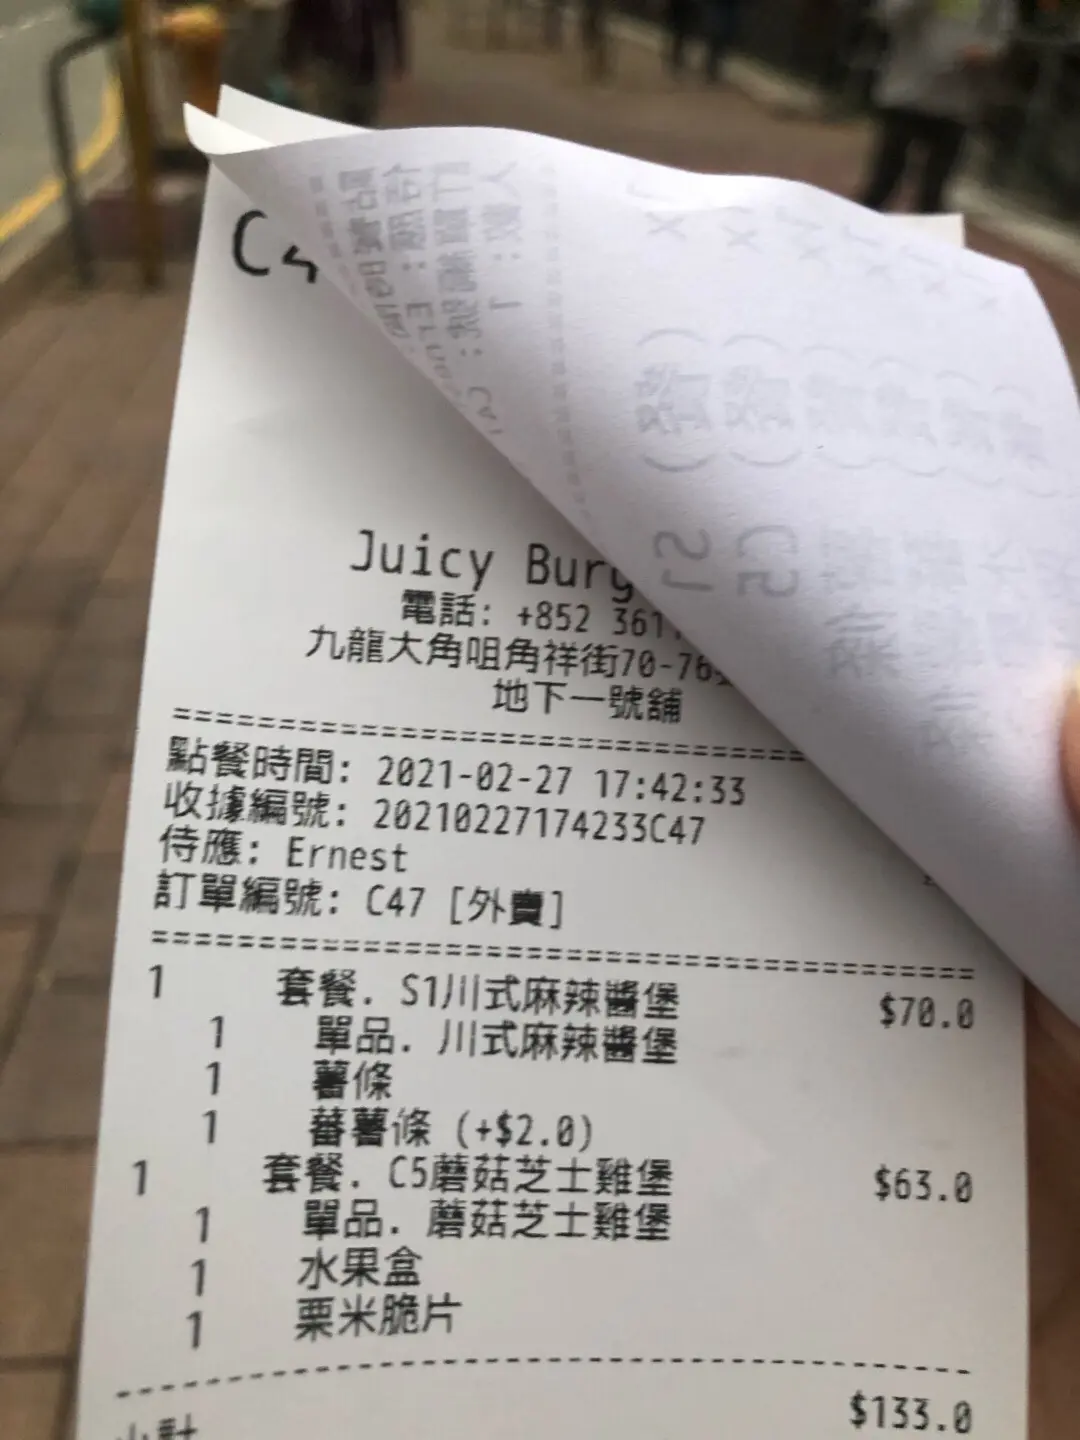 Juicy Burg
電話: +852 361
九龍大角咀角祥街70-76
地下一號舖
點餐時間: 2021-02-27 17:42:33
收據編號: 20210227174233C47
侍應: Ernest
訂單編號: C47 [外賣]
1 套餐. S1川式麻辣醬堡 $70.0
1 單品. 川式麻辣醬堡
1 薯條
1 蕃薯條 (+$2.0)
1 套餐. C5蘑菇芝士雞堡 $63.0
1 單品. 蘑菇芝士雞堡
1 水果盒
1 粟米脆片
小計 $133.0